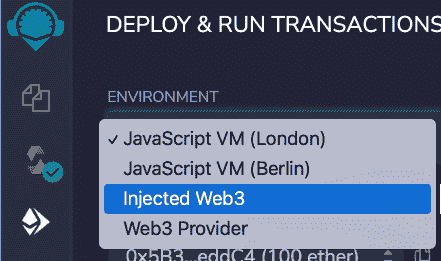 DEPLOY & RUN TRANSACTIONS
ENVIRONMENT
✓ JavaScript VM (London)
JavaScript VM (Berlin)
Injected Web3
Web3 Provider
0x5B3...eddC4 (100 ether)